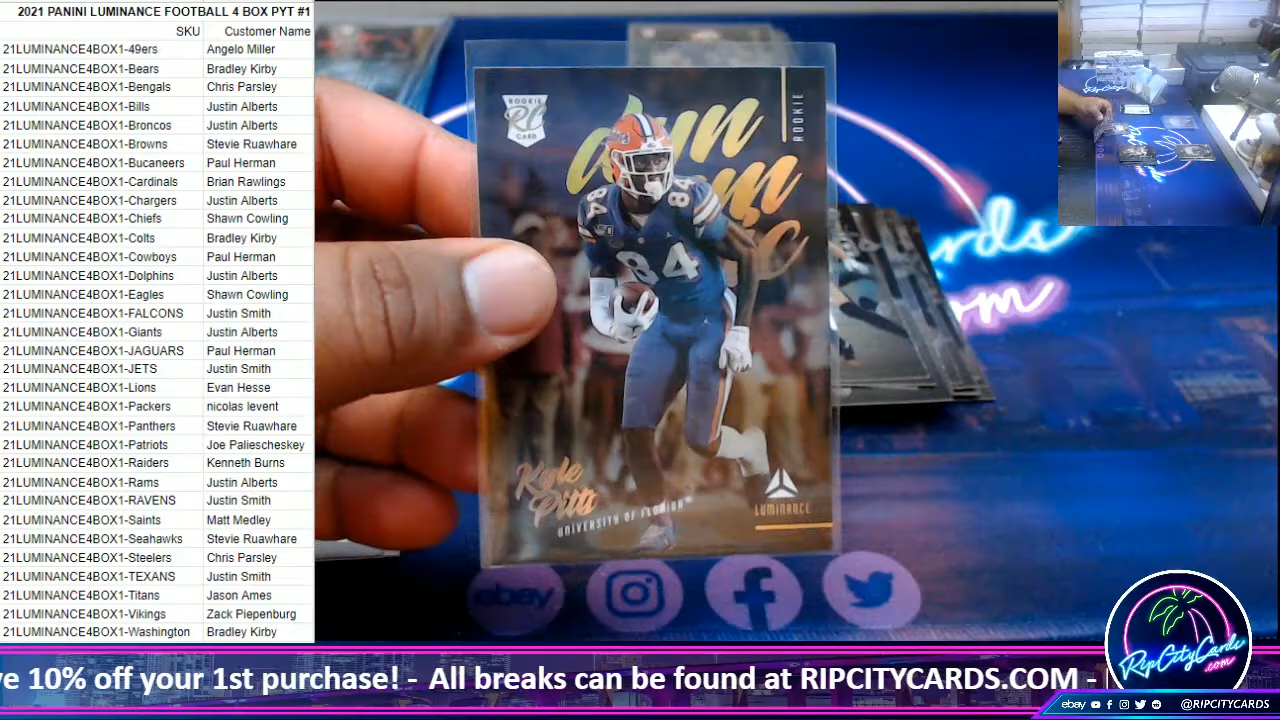 2021 PANINI LUMINANCE FOOTBALL 4 BOX PYT #1
SKU Customer Name
21LUMINANCE4BOX1-49ers Angelo Miller
21LUMINANCE4BOX1-Bears Bradley Kirby
21LUMINANCE4BOX1-Bengals Chris Parsley
21LUMINANCE4BOX1-Bills Justin Alberts
21LUMINANCE4BOX1-Broncos Justin Alberts
21LUMINANCE4BOX1-Browns Stevie Ruawhare
21LUMINANCE4BOX1-Bucaneers Paul Herman
21LUMINANCE4BOX1-Cardinals Brian Rawlings
21LUMINANCE4BOX1-Chargers Justin Alberts
21LUMINANCE4BOX1-Chiefs Shawn Cowling
21LUMINANCE4BOX1-Colts Bradley Kirby
21LUMINANCE4BOX1-Cowboys Paul Herman
21LUMINANCE4BOX1-Dolphins Justin Alberts
21LUMINANCE4BOX1-Eagles Shawn Cowling
21LUMINANCE4BOX1-FALCONS Justin Smith
21LUMINANCE4BOX1-Giants Justin Alberts
21LUMINANCE4BOX1-JAGUARS Paul Herman
21LUMINANCE4BOX1-JETS Justin Smith
21LUMINANCE4BOX1-Lions Evan Hesse
21LUMINANCE4BOX1-Packers nicolas levent
21LUMINANCE4BOX1-Panthers Stevie Ruawhare
21LUMINANCE4BOX1-Patriots Joe Paliescheskey
21LUMINANCE4BOX1-Raiders Kenneth Burns
21LUMINANCE4BOX1-Rams Justin Alberts
21LUMINANCE4BOX1-RAVENS Justin Smith
21LUMINANCE4BOX1-Saints Matt Medley
21LUMINANCE4BOX1-Seahawks Stevie Ruawhare
21LUMINANCE4BOX1-Steelers Chris Parsley
21LUMINANCE4BOX1-TEXANS Justin Smith
21LUMINANCE4BOX1-Titans Jason Ames
21LUMINANCE4BOX1-Vikings Zack Piepenburg
21LUMINANCE4BOX1-Washington Bradley Kirby
ROOKIE
RC
CARD
ROOKIE
84
84
84
Kyle
Pitts
UNIVERSITY OF FLORIDA
LUMINANCE
rds
om
ebay
ve 10% off your 1st purchase! - All breaks can be found at RIPCITYCARDS.COM -
RipCityCards
.com
ebay @RIPCITYCARDS